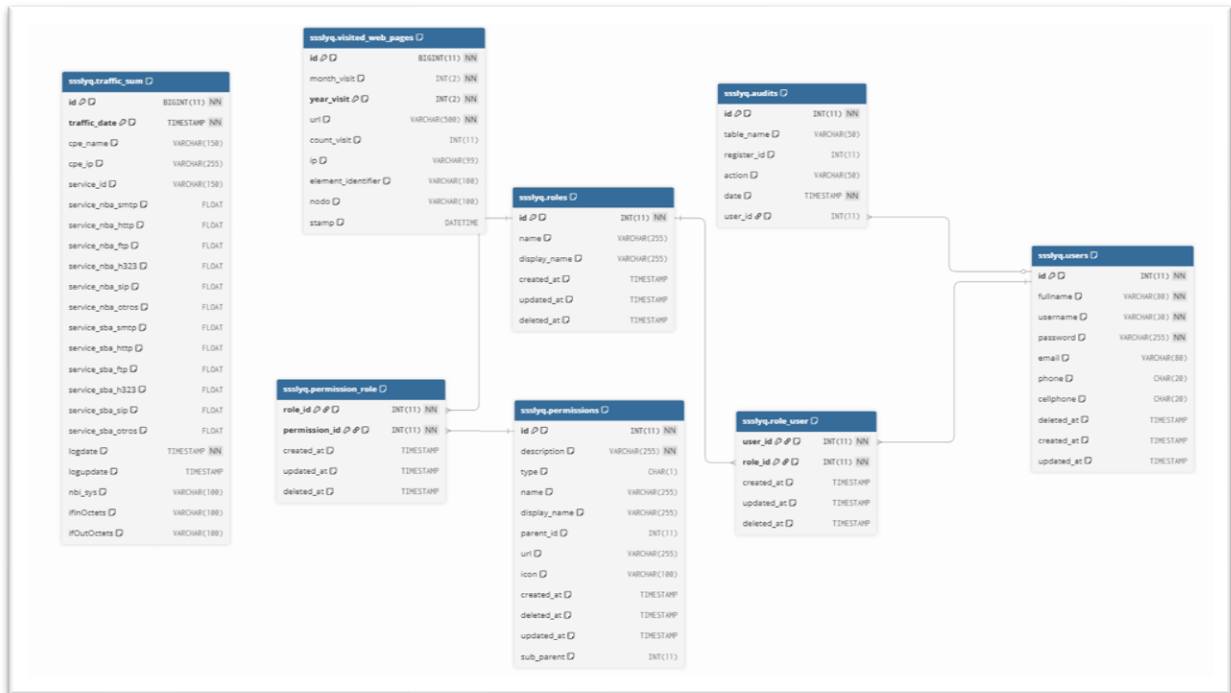 ssslyq.traffic_sum
id BIGINT(11) NN
traffic_date TIMESTAMP NN
cpe_name VARCHAR(150)
cpe_ip VARCHAR(255)
service_id VARCHAR(150)
service_nba_smtp FLOAT
service_nba_http FLOAT
service_nba_ftp FLOAT
service_nba_h323 FLOAT
service_nba_sip FLOAT
service_nba_otros FLOAT
service_sba_smtp FLOAT
service_sba_http FLOAT
service_sba_ftp FLOAT
service_sba_h323 FLOAT
service_sba_sip FLOAT
service_sba_otros FLOAT
logdate TIMESTAMP NN
logupdate TIMESTAMP
nbi_sys VARCHAR(100)
ifInOctets VARCHAR(100)
ifOutOctets VARCHAR(100)
ssslyq.visited_web_pages
id BIGINT(11) NN
month_visit INT(2) NN
year_visit INT(2) NN
url VARCHAR(500) NN
count_visit INT(11)
ip VARCHAR(99)
element_identifier VARCHAR(100)
nodo VARCHAR(100)
stamp DATETIME
ssslyq.permission_role
role_id INT(11) NN
permission_id INT(11) NN
created_at TIMESTAMP
updated_at TIMESTAMP
deleted_at TIMESTAMP
ssslyq.roles
id INT(11) NN
name VARCHAR(255)
display_name VARCHAR(255)
created_at TIMESTAMP
updated_at TIMESTAMP
deleted_at TIMESTAMP
ssslyq.permissions
id INT(11) NN
description VARCHAR(255) NN
type CHAR(1)
name VARCHAR(255)
display_name VARCHAR(255)
parent_id INT(11)
url VARCHAR(255)
icon VARCHAR(100)
created_at TIMESTAMP
deleted_at TIMESTAMP
updated_at TIMESTAMP
sub_parent INT(11)
ssslyq.audits
id INT(11) NN
table_name VARCHAR(50)
register_id INT(11)
action VARCHAR(50)
date TIMESTAMP NN
user_id INT(11)
ssslyq.role_user
user_id INT(11) NN
role_id INT(11) NN
created_at TIMESTAMP
updated_at TIMESTAMP
deleted_at TIMESTAMP
ssslyq.users
id INT(11) NN
fullname VARCHAR(80) NN
username VARCHAR(30) NN
password VARCHAR(255) NN
email VARCHAR(80)
phone CHAR(20)
cellphone CHAR(20)
deleted_at TIMESTAMP
created_at TIMESTAMP
updated_at TIMESTAMP